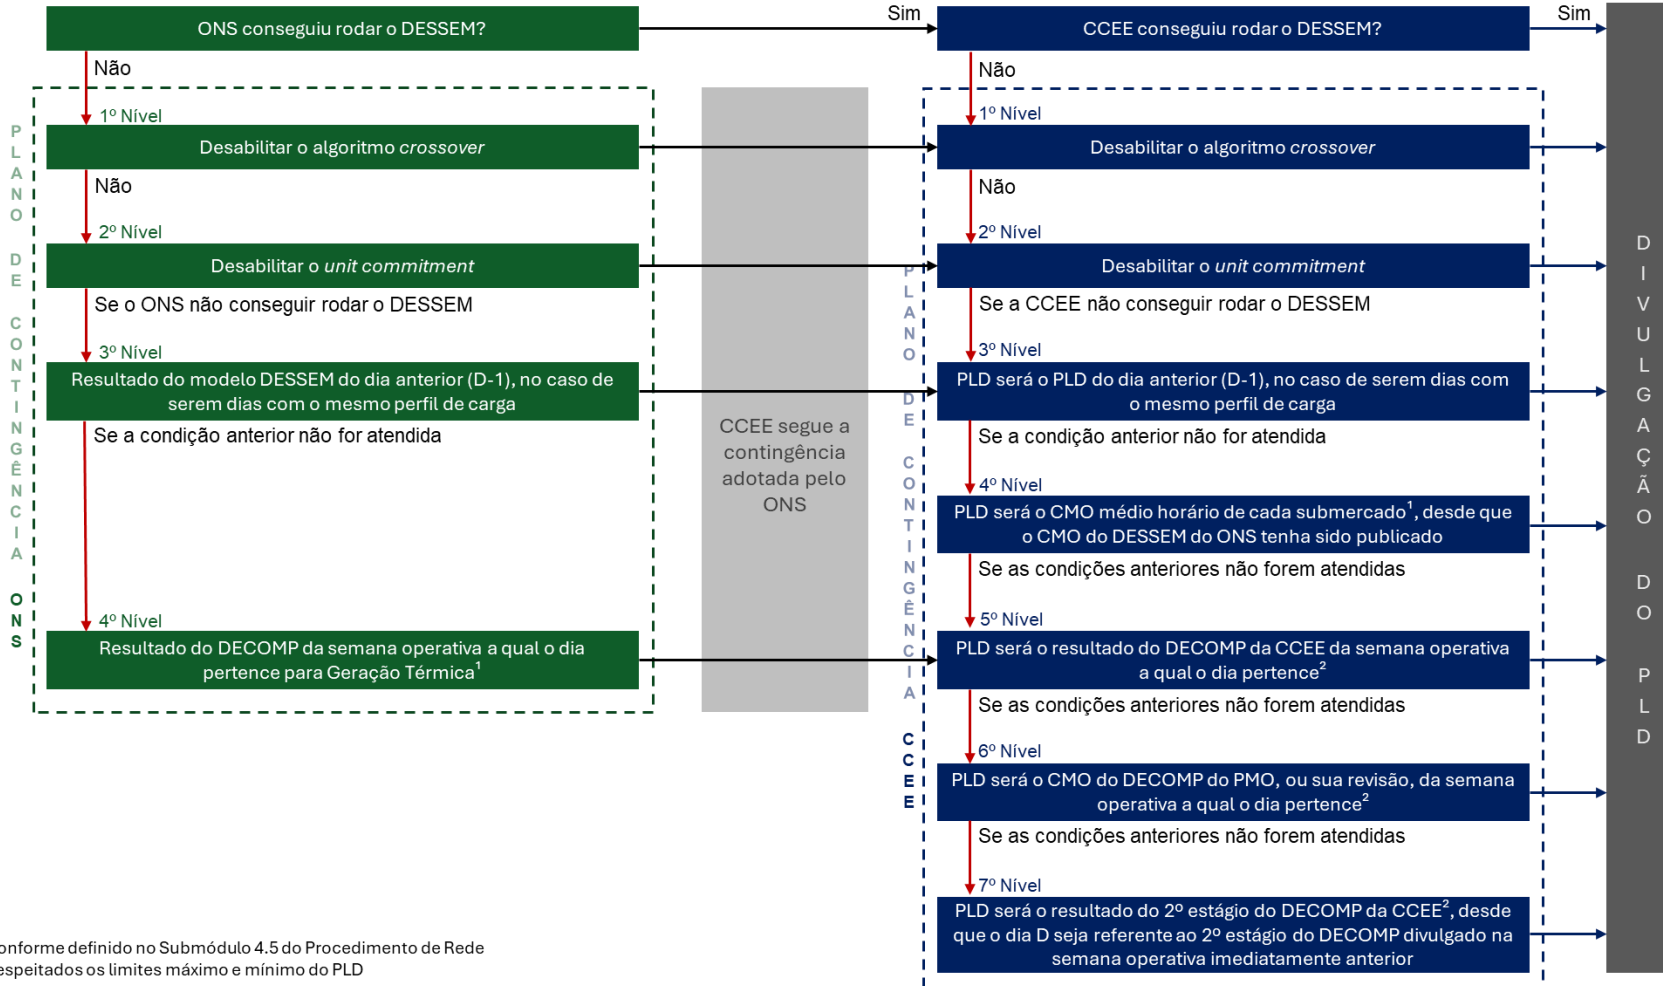 ONS conseguiu rodar o DESSEM?
Sim
CCEE conseguiu rodar o DESSEM?
Sim
Não
Não
PLANO DE CONTINGÊNCIA ONS
1º Nível
Desabilitar o algoritmo crossover
Não
2º Nível
Desabilitar o unit commitment
Se o ONS não conseguir rodar o DESSEM
3º Nível
Resultado do modelo DESSEM do dia anterior (D-1), no caso de
serem dias com o mesmo perfil de carga
Se a condição anterior não for atendida
4º Nível
Resultado do DECOMP da semana operativa a qual o dia
pertence para Geração Térmica¹
CCEE segue a
contingência
adotada pelo
ONS
PLANO DE CONTINGÊNCIA CCEE
1º Nível
Desabilitar o algoritmo crossover
Não
2º Nível
Desabilitar o unit commitment
Se a CCEE não conseguir rodar o DESSEM
3º Nível
PLD será o PLD do dia anterior (D-1), no caso de serem dias com
o mesmo perfil de carga
Se a condição anterior não for atendida
4º Nível
PLD será o CMO médio horário de cada submercado¹, desde que
o CMO do DESSEM do ONS tenha sido publicado
Se as condições anteriores não forem atendidas
5º Nível
PLD será o resultado do DECOMP da CCEE da semana operativa
a qual o dia pertence²
Se as condições anteriores não forem atendidas
6º Nível
PLD será o CMO do DECOMP do PMO, ou sua revisão, da semana
operativa a qual o dia pertence²
Se as condições anteriores não forem atendidas
7º Nível
PLD será o resultado do 2º estágio do DECOMP da CCEE², desde
que o dia D seja referente ao 2º estágio do DECOMP divulgado na
semana operativa imediatamente anterior
DIVULGAÇÃO DO PLD
onforme definido no Submódulo 4.5 do Procedimento de Rede
espeitados os limites máximo e mínimo do PLD